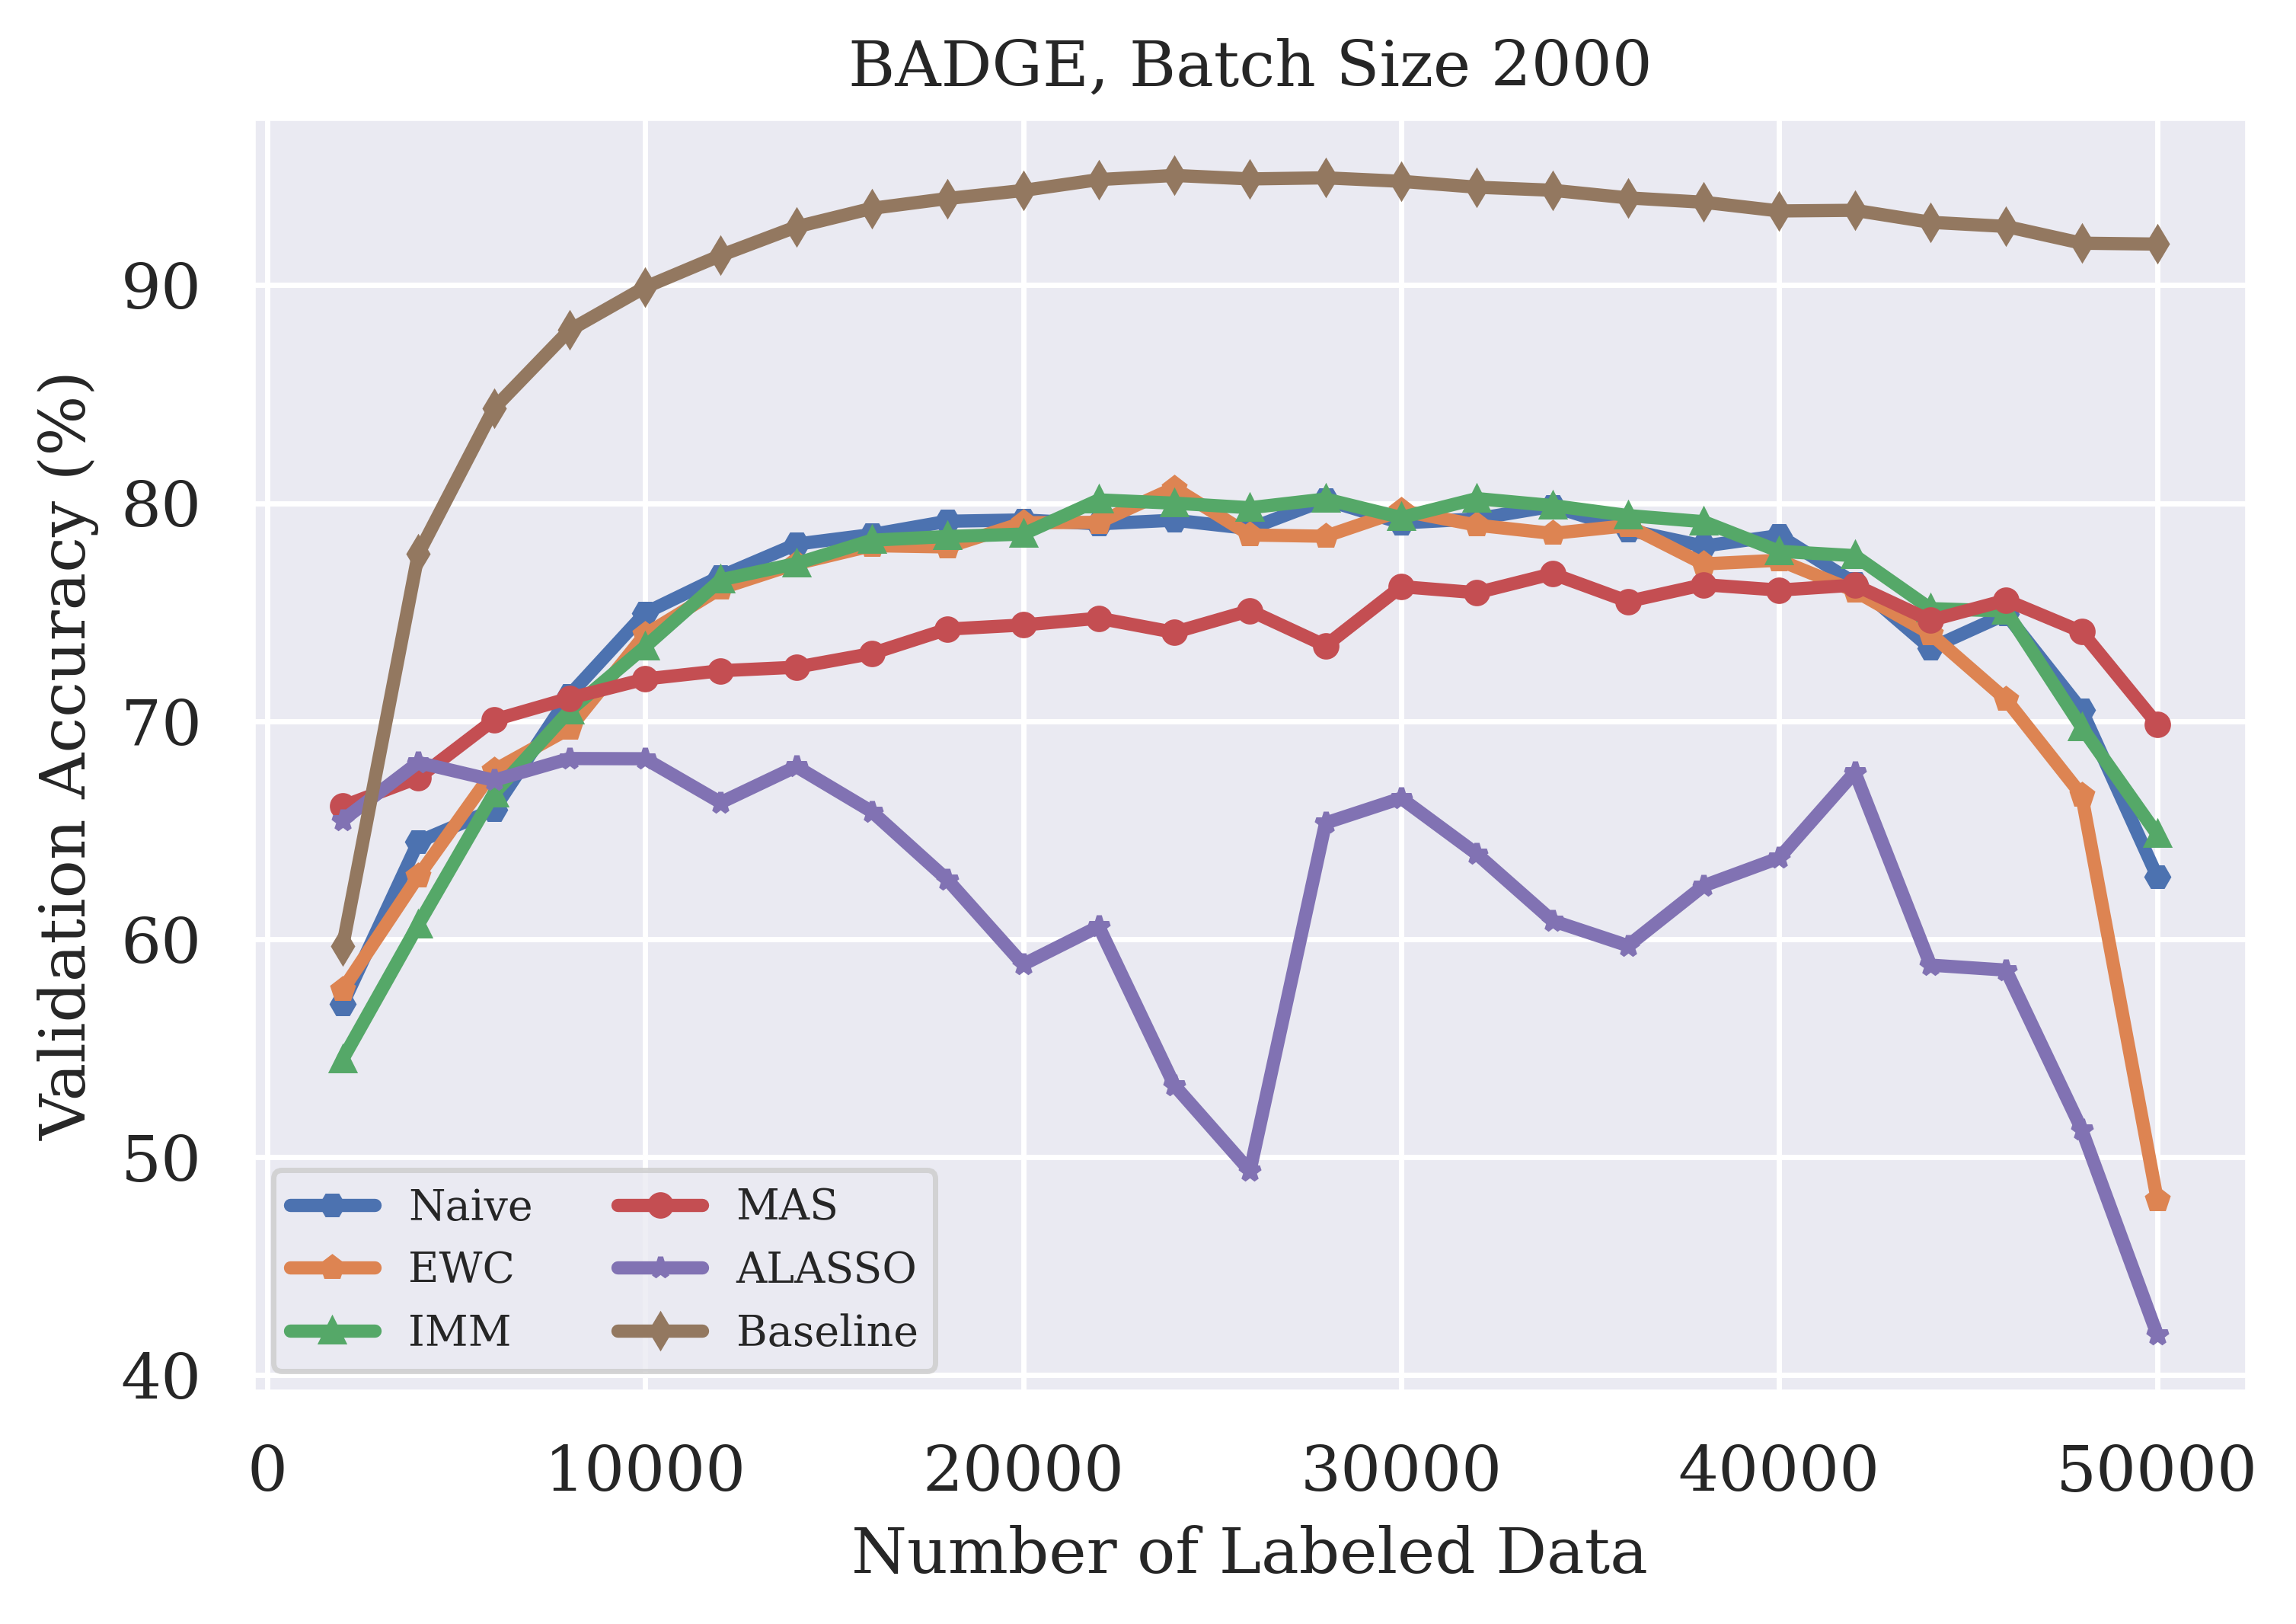 BADGE, Batch Size 2000
Validation Accuracy (%)
90
80
70
60
50
40
Naive
EWC
IMM
MAS
ALASSO
Baseline
0 10000 20000 30000 40000 50000
Number of Labeled Data